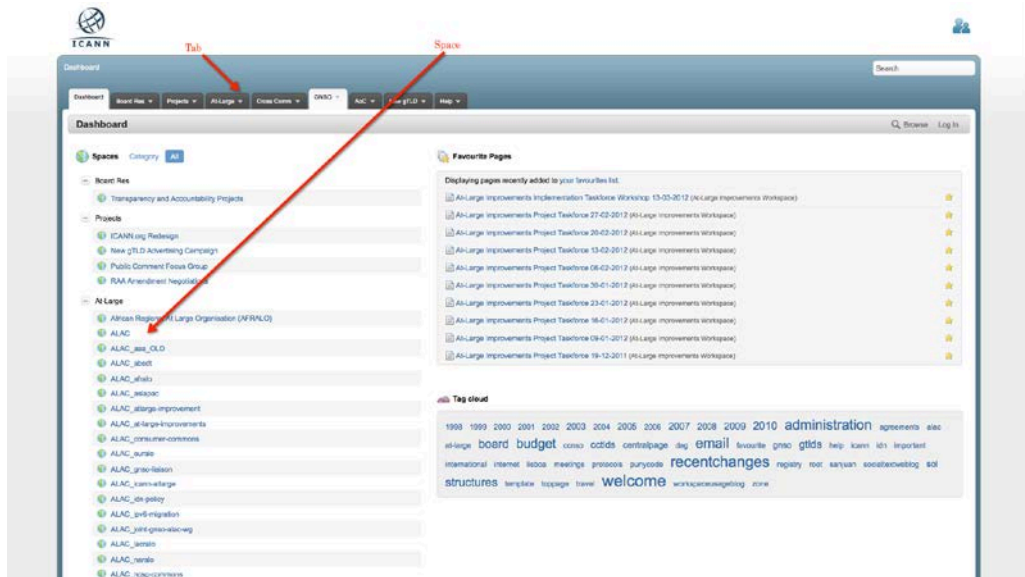 ICANN
Tab
Space
Dashboard
Search
Dashboard
Board Res
Projects
At-Large
Cross Comm
GNSO
AoC
New gTLD
Help
Dashboard
Browse Log In
Spaces Category All
Board Res
Transparency and Accountability Projects
Projects
ICANN.org Redesign
New gTLD Advertising Campaign
Public Comment Focus Group
RAA Amendment Negotiations
At-Large
African Regional At Large Organisation (AFRALO)
ALAC
ALAC_aaa_OLD
ALAC_abedt
ALAC_afralo
ALAC_asiapac
ALAC_atlarge-improvement
ALAC_at-large-improvements
ALAC_consumer-commons
ALAC_euralo
ALAC_gnso-liaison
ALAC_icann-atlarge
ALAC_idn-policy
ALAC_ipv6-migration
ALAC_joint-gnso-alac-wg
ALAC_lacralo
ALAC_naralo
ALAC_ncsg-commons
Favourite Pages
Displaying pages recently added to your favourites list.
At-Large Improvements Implementation Taskforce Workshop 13-03-2012 (At-Large Improvements Workspace)
At-Large Improvements Project Taskforce 27-02-2012 (At-Large Improvements Workspace)
At-Large Improvements Project Taskforce 20-02-2012 (At-Large Improvements Workspace)
At-Large Improvements Project Taskforce 13-02-2012 (At-Large Improvements Workspace)
At-Large Improvements Project Taskforce 06-02-2012 (At-Large Improvements Workspace)
At-Large Improvements Project Taskforce 30-01-2012 (At-Large Improvements Workspace)
At-Large Improvements Project Taskforce 23-01-2012 (At-Large Improvements Workspace)
At-Large Improvements Project Taskforce 16-01-2012 (At-Large Improvements Workspace)
At-Large Improvements Project Taskforce 09-01-2012 (At-Large Improvements Workspace)
At-Large Improvements Project Taskforce 19-12-2011 (At-Large Improvements Workspace)
Tag cloud
1998 1999 2000 2001 2002 2003 2004 2005 2006 2007 2008 2009 2010 administration agreements alac
at-large board budget ccnso cctlds centralpage dag email favourite gnso gtlds help icann idn important
international internet lisboa meetings protocols punycode recentchanges registry root sanyuan socialtextweblog soi
structures template toppage travel welcome workspaceusageblog zone